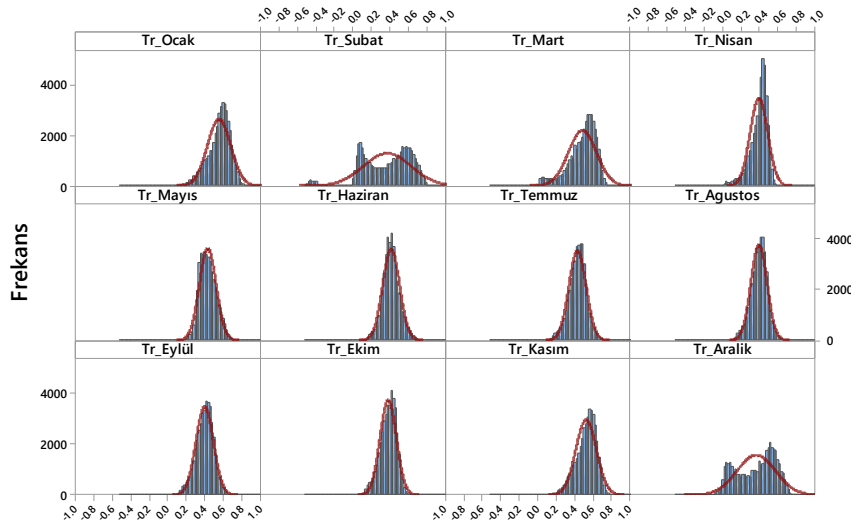 -1.0 -0.8 -0.6 -0.4 -0.2 0.0 0.2 0.4 0.6 0.8 1.0 -1.0 -0.8 -0.6 -0.4 -0.2 0.0 0.2 0.4 0.6 0.8 1.0
Tr_Ocak Tr_Subat Tr_Mart Tr_Nisan
4000
2000
0
Tr_Mayıs Tr_Haziran Tr_Temmuz Tr_Agustos
4000
2000
0
Frekans
Tr_Eylül Tr_Ekim Tr_Kasım Tr_Aralik
4000
2000
0
-1.0 -0.8 -0.6 -0.4 -0.2 0.0 0.2 0.4 0.6 0.8 1.0 -1.0 -0.8 -0.6 -0.4 -0.2 0.0 0.2 0.4 0.6 0.8 1.0